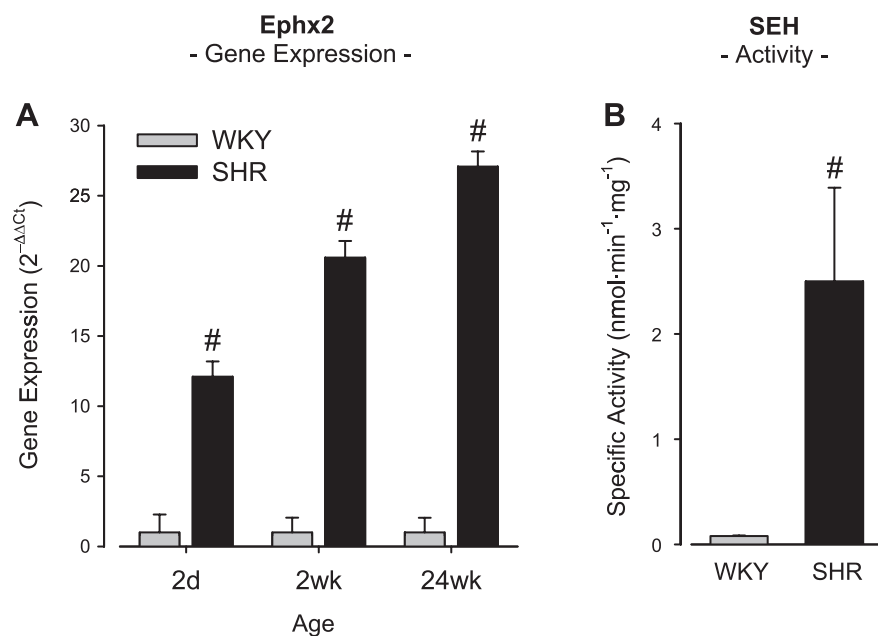 Ephx2
- Gene Expression -
SEH
- Activity -
A
Gene Expression (2⁻ΔΔCt)
30
25
20
15
10
5
0
WKY
SHR
#
#
#
2d
2wk
24wk
Age
B
Specific Activity (nmol·min⁻¹·mg⁻¹)
4
3
2
1
0
#
WKY
SHR